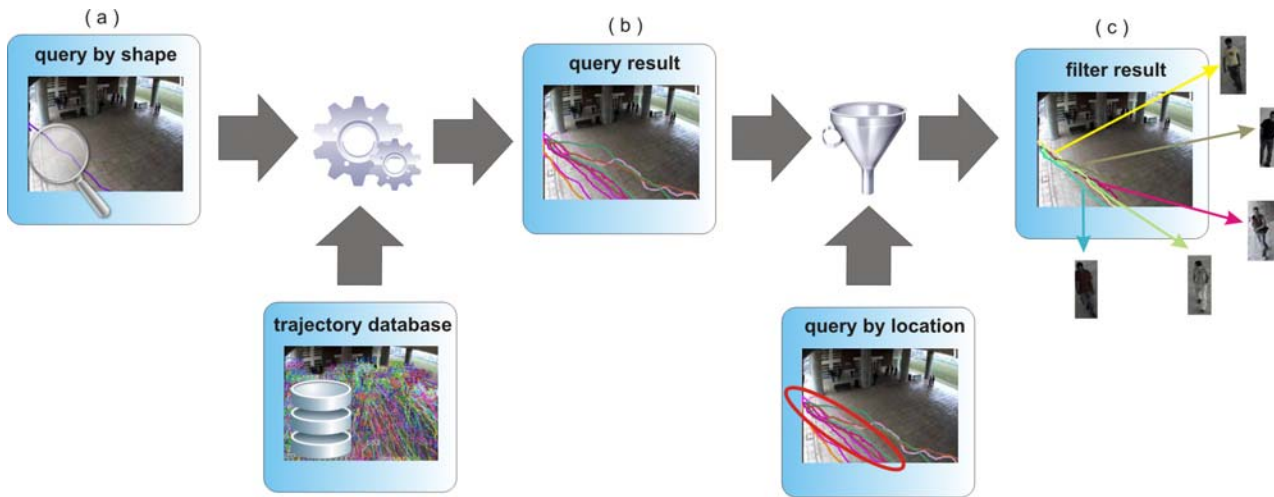 ( a )
query by shape
( b )
query result
( c )
filter result
trajectory database
query by location